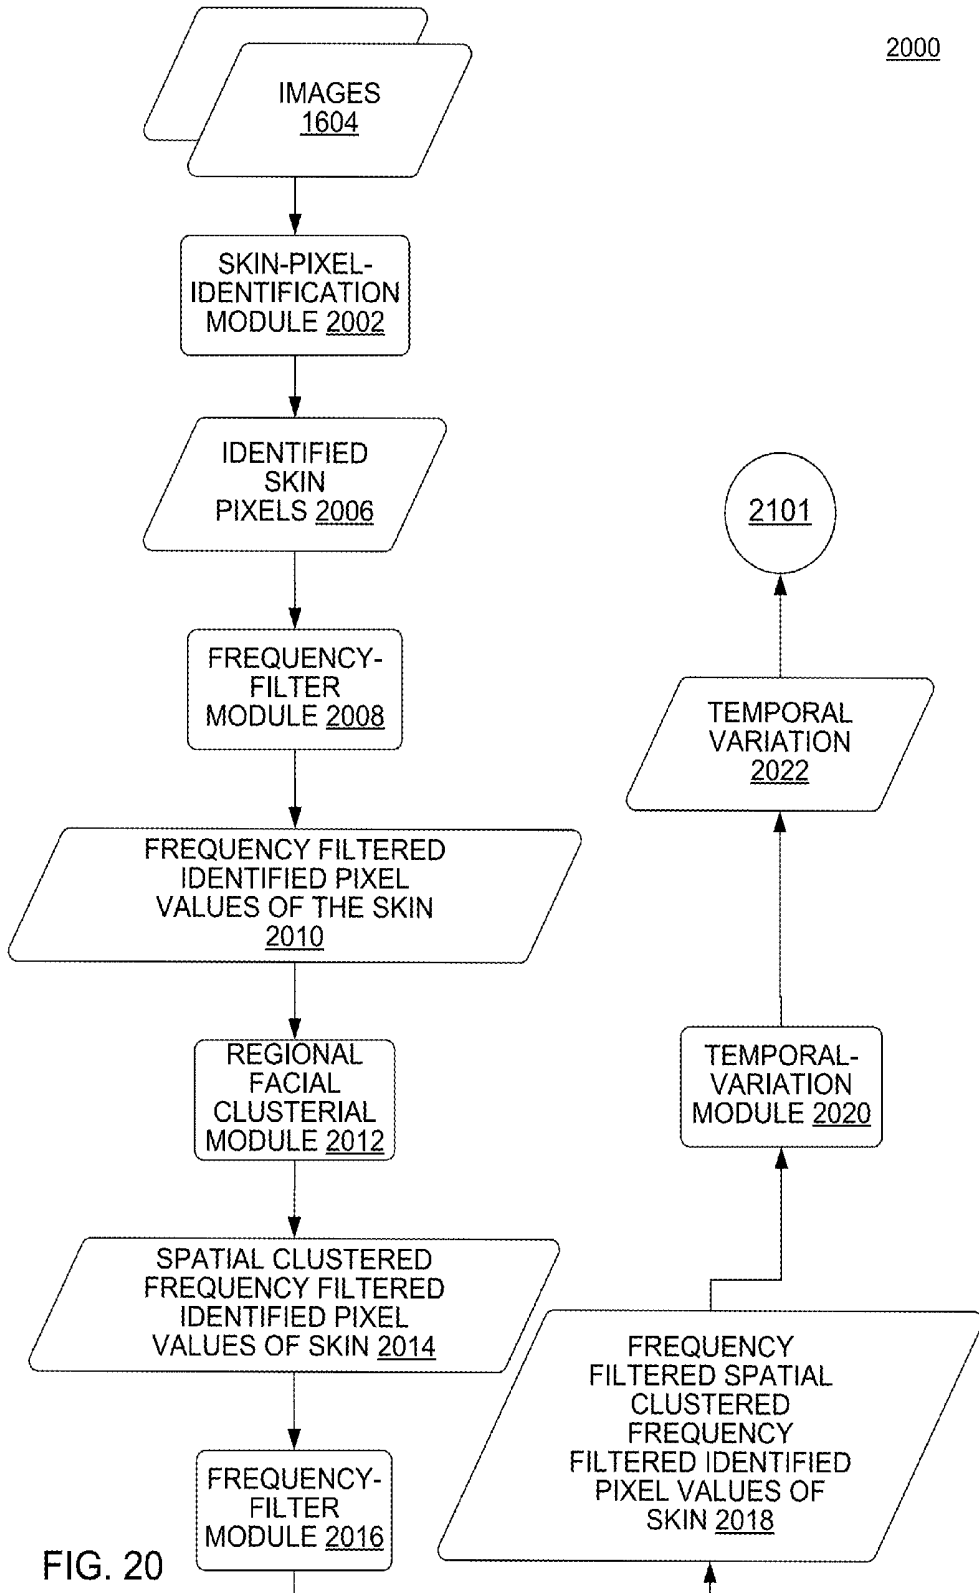 2000
IMAGES
1604
SKIN-PIXEL-
IDENTIFICATION
MODULE 2002
IDENTIFIED
SKIN
PIXELS 2006
FREQUENCY-
FILTER
MODULE 2008
FREQUENCY FILTERED
IDENTIFIED PIXEL
VALUES OF THE SKIN
2010
REGIONAL
FACIAL
CLUSTERIAL
MODULE 2012
SPATIAL CLUSTERED
FREQUENCY FILTERED
IDENTIFIED PIXEL
VALUES OF SKIN 2014
FREQUENCY-
FILTER
MODULE 2016
FREQUENCY
FILTERED SPATIAL
CLUSTERED
FREQUENCY
FILTERED IDENTIFIED
PIXEL VALUES OF
SKIN 2018
TEMPORAL-
VARIATION
MODULE 2020
TEMPORAL
VARIATION
2022
2101
FIG. 20